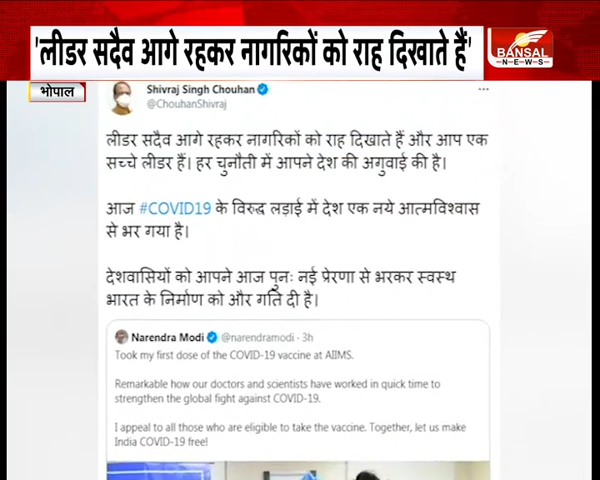 'लीडर सदैव आगे रहकर नागरिकों को राह दिखाते हैं'
BANSAL
NEWS
भोपाल
Shivraj Singh Chouhan
@ChouhanShivraj
लीडर सदैव आगे रहकर नागरिकों को राह दिखाते हैं और आप एक
सच्चे लीडर हैं। हर चुनौती में आपने देश की अगुवाई की है।
आज #COVID19 के विरुद्ध लड़ाई में देश एक नये आत्मविश्वास
से भर गया है।
देशवासियों को आपने आज पुनः नई प्रेरणा से भरकर स्वस्थ
भारत के निर्माण को और गति दी है।
Narendra Modi @narendramodi · 3h
Took my first dose of the COVID-19 vaccine at AIIMS.
Remarkable how our doctors and scientists have worked in quick time to
strengthen the global fight against COVID-19.
I appeal to all those who are eligible to take the vaccine. Together, let us make
India COVID-19 free!